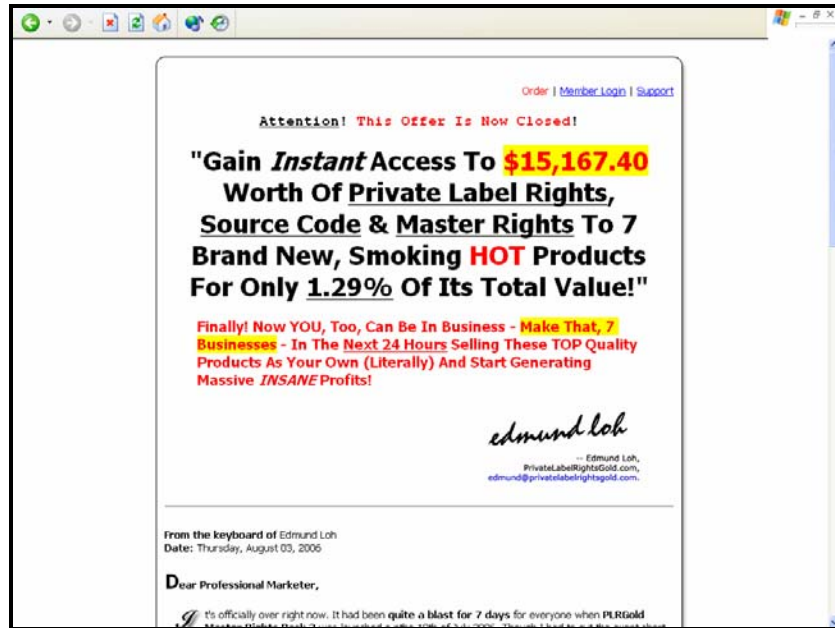 Order | Member Login | Support
Attention! This Offer Is Now Closed!
"Gain Instant Access To $15,167.40
Worth Of Private Label Rights,
Source Code & Master Rights To 7
Brand New, Smoking HOT Products
For Only 1.29% Of Its Total Value!"
Finally! Now YOU, Too, Can Be In Business - Make That, 7
Businesses - In The Next 24 Hours Selling These TOP Quality
Products As Your Own (Literally) And Start Generating
Massive INSANE Profits!
edmund loh
-- Edmund Loh,
PrivateLabelRightsGold.com,
edmund@privatelabelrightsgold.com.
From the keyboard of Edmund Loh
Date: Thursday, August 03, 2006
Dear Professional Marketer,
It's officially over right now. It had been quite a blast for 7 days for everyone when PLRGold